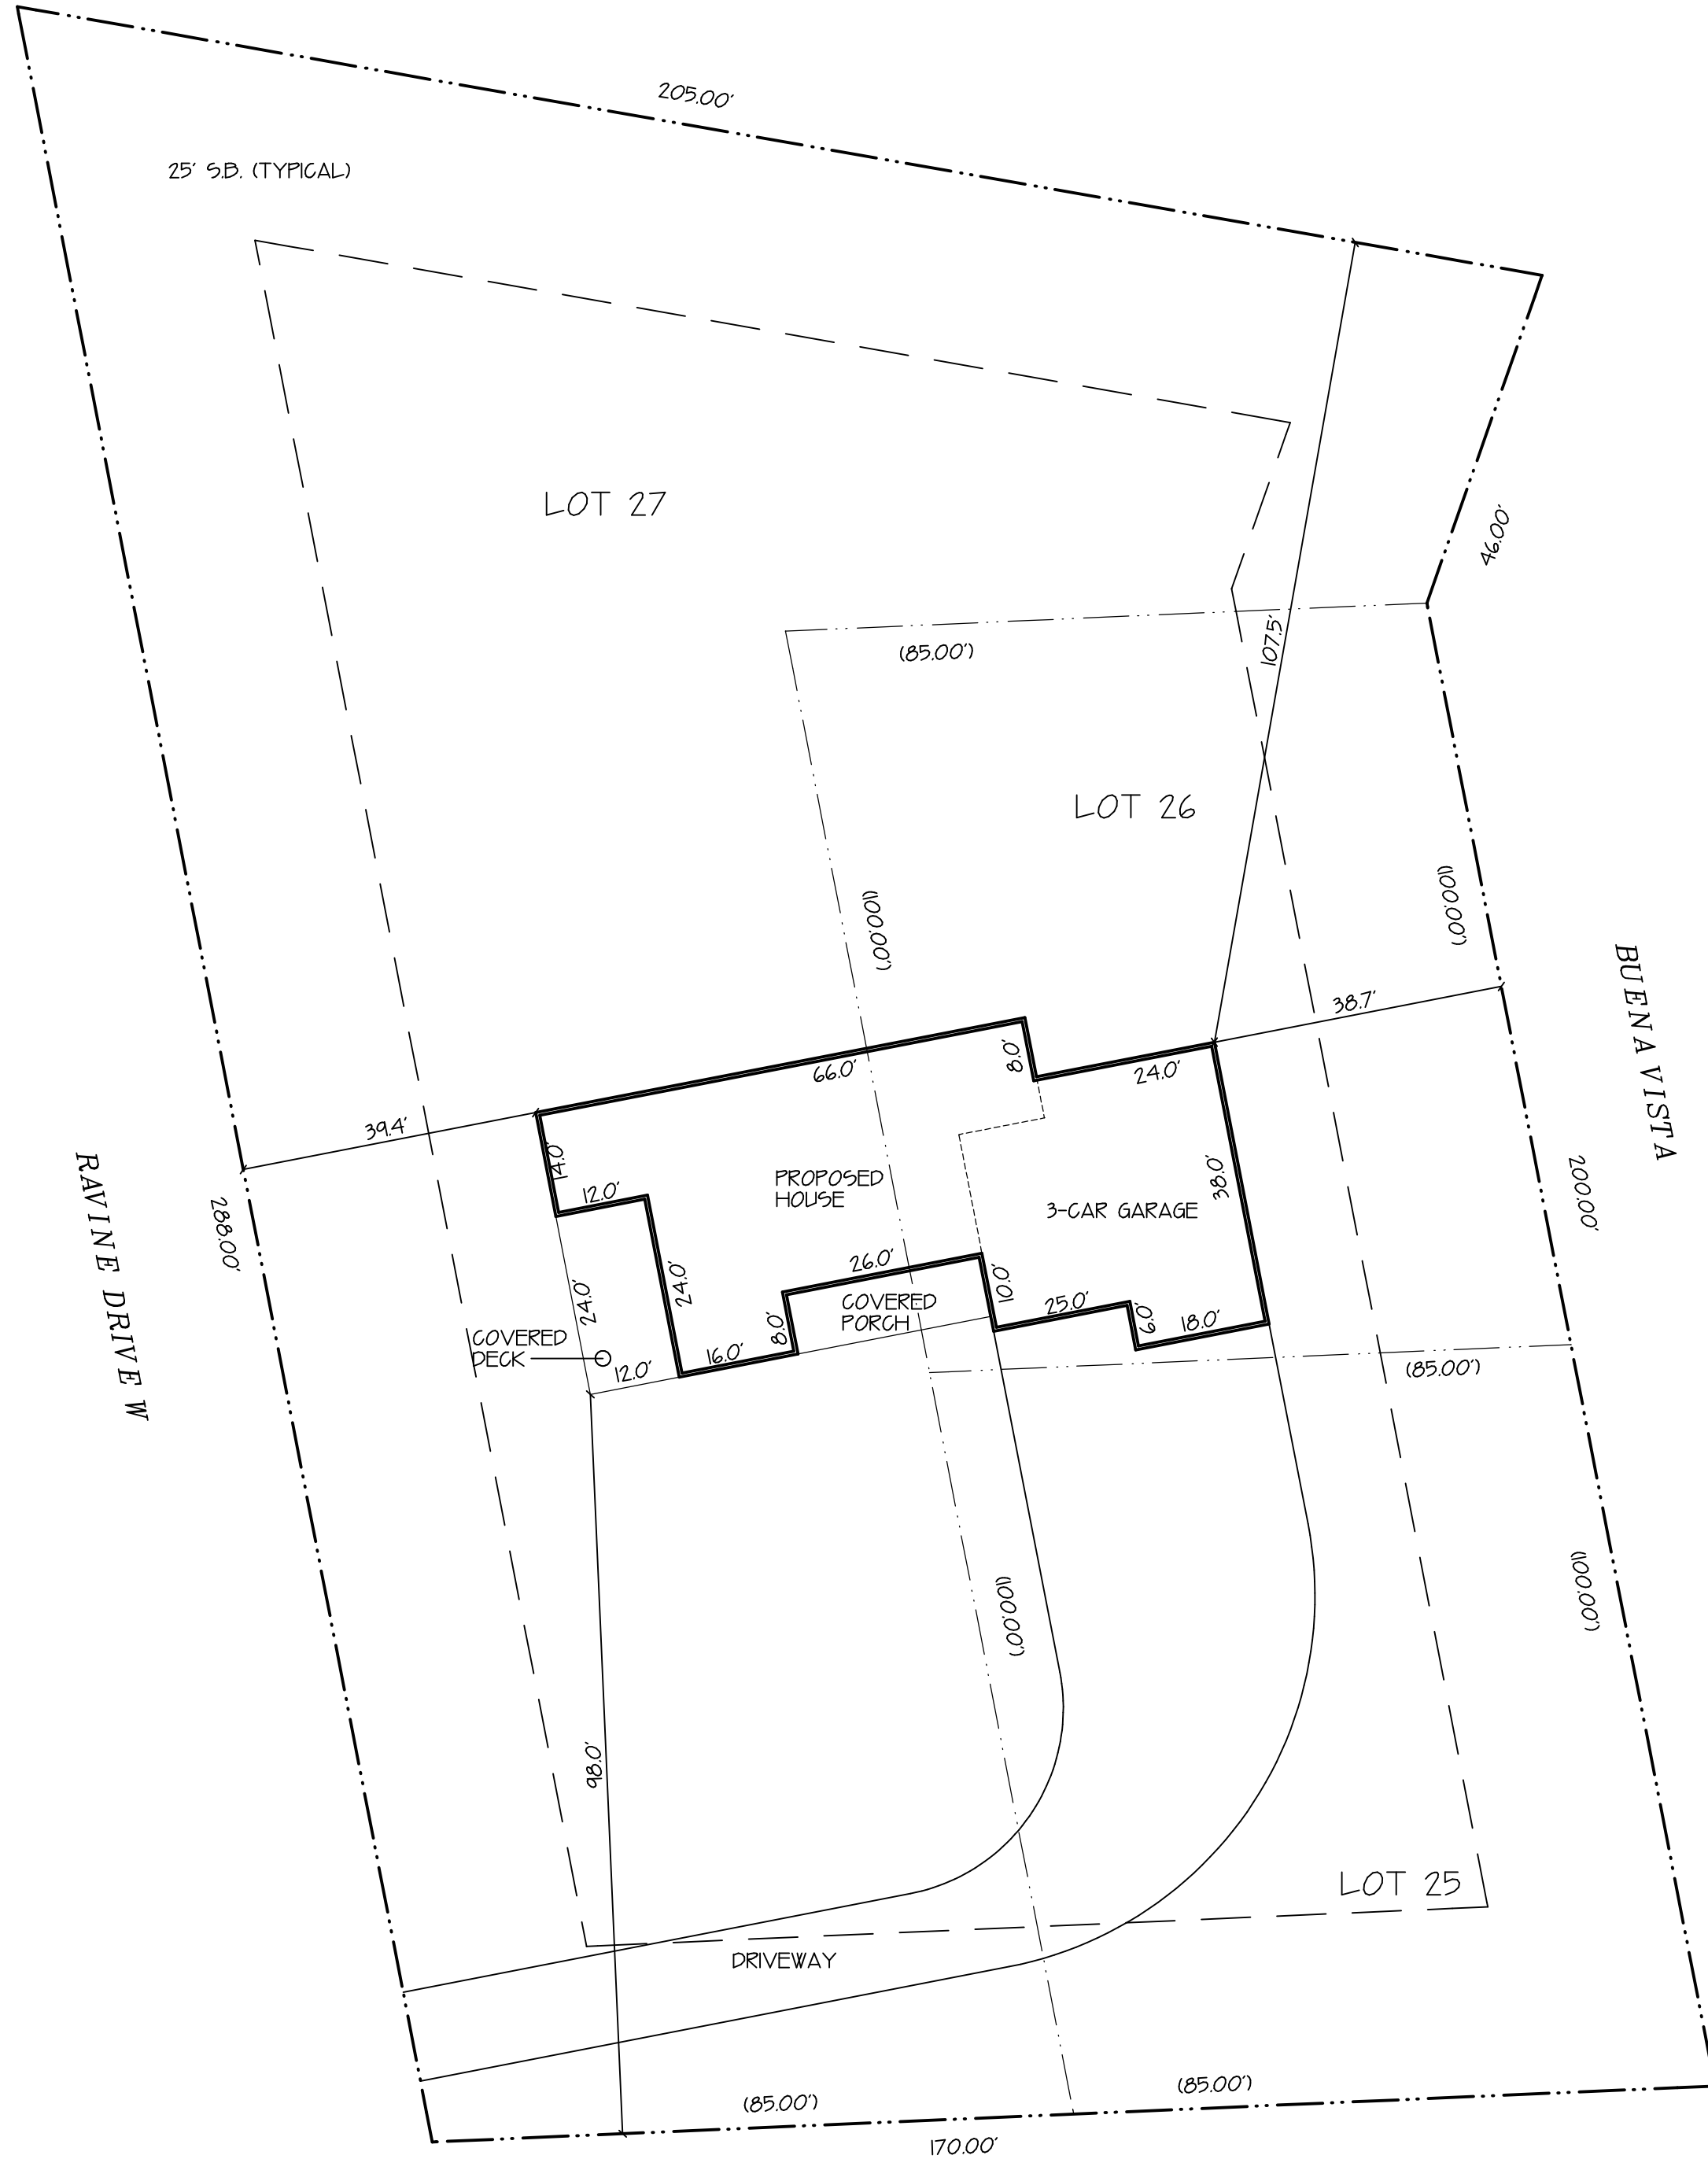 205.00'
25' S.B. (TYPICAL)
LOT 27
46.00'
(85.00')
107.5'
LOT 26
(100.00')
(100.00')
BUENA VISTA
38.7'
66.0'
8.0'
24.0'
39.4'
14.0'
12.0'
PROPOSED
HOUSE
3-CAR GARAGE
38.0'
200.00'
RAVINE DRIVE W
288.00'
24.0'
24.0'
26.0'
10.0'
COVERED
PORCH
8.0'
25.0'
6.0'
18.0'
COVERED
DECK
12.0'
16.0'
(85.00')
(100.00')
(100.00')
98.0'
LOT 25
DRIVEWAY
(85.00')
(85.00')
170.00'